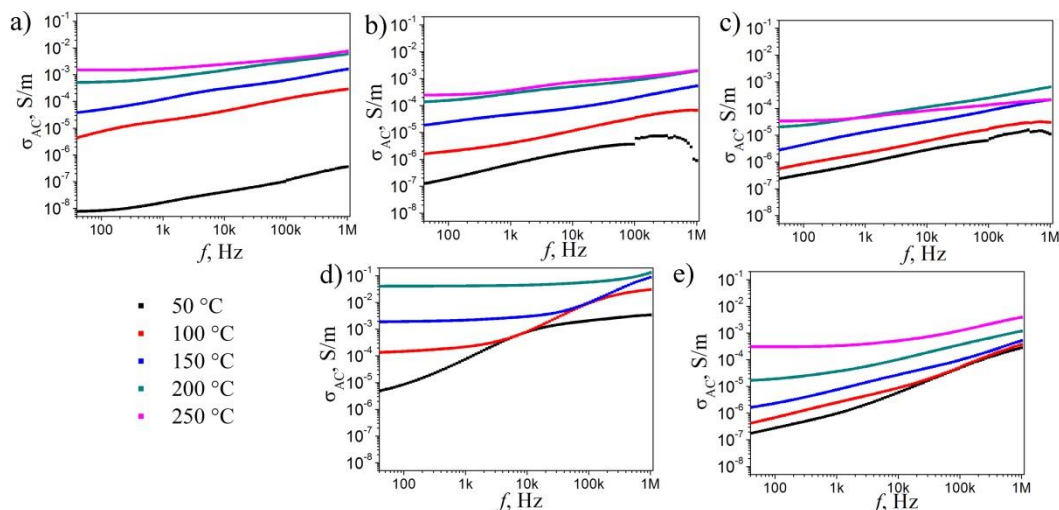 a)
10⁻¹
10⁻²
10⁻³
10⁻⁴
10⁻⁵
10⁻⁶
10⁻⁷
10⁻⁸
σ_AC, S/m
100 1k 10k 100k 1M
f, Hz
b)
10⁻¹
10⁻²
10⁻³
10⁻⁴
10⁻⁵
10⁻⁶
10⁻⁷
10⁻⁸
σ_AC, S/m
100 1k 10k 100k 1M
f, Hz
c)
10⁻¹
10⁻²
10⁻³
10⁻⁴
10⁻⁵
10⁻⁶
10⁻⁷
10⁻⁸
σ_AC, S/m
100 1k 10k 100k 1M
f, Hz
50 °C
100 °C
150 °C
200 °C
250 °C
d)
10⁻¹
10⁻²
10⁻³
10⁻⁴
10⁻⁵
10⁻⁶
10⁻⁷
10⁻⁸
σ_AC, S/m
100 1k 10k 100k 1M
f, Hz
e)
10⁻¹
10⁻²
10⁻³
10⁻⁴
10⁻⁵
10⁻⁶
10⁻⁷
10⁻⁸
σ_AC, S/m
100 1k 10k 100k 1M
f, Hz